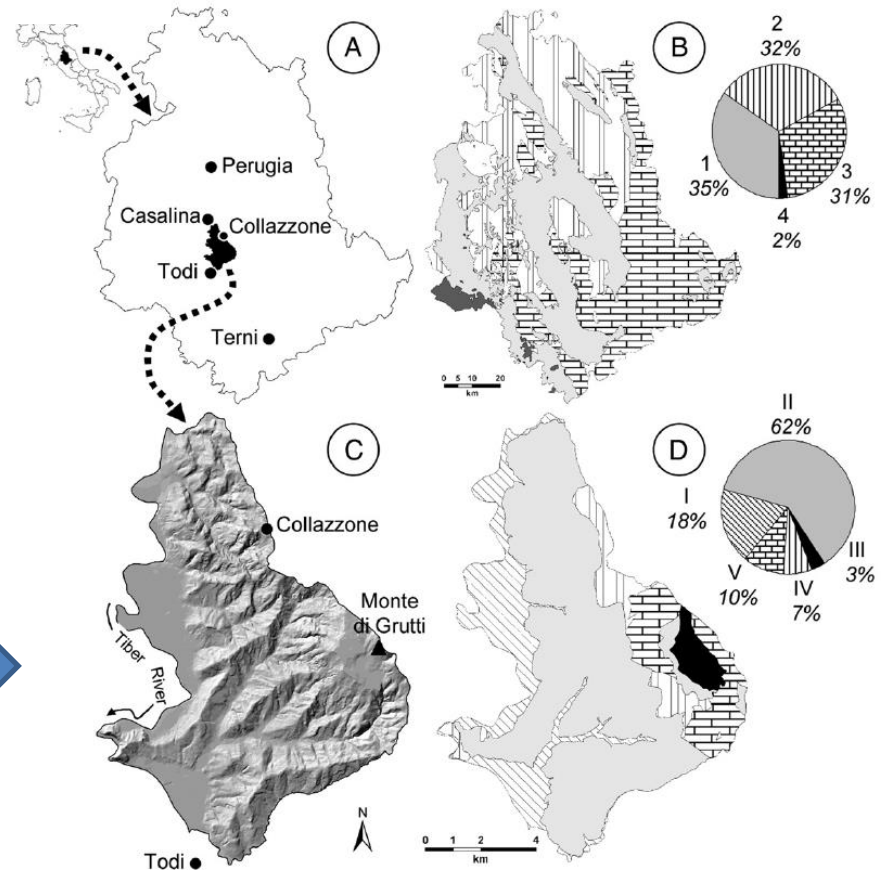 A
Perugia
Casalina
Collazzone
Todi
Terni
B
2
32%
1
35%
3
31%
4
2%
0 5 10 20
km
C
Collazzone
Monte
di Grutti
Tiber
River
Todi
N
D
II
62%
I
18%
III
3%
V
10%
IV
7%
0 1 2 4
km